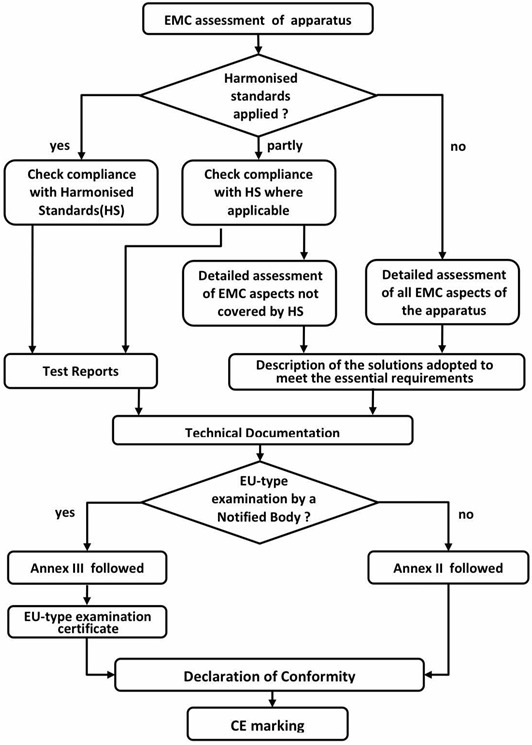 EMC assessment of apparatus
Harmonised
standards
applied ?
yes
partly
no
Check compliance
with Harmonised
Standards(HS)
Check compliance
with HS where
applicable
Detailed assessment
of EMC aspects not
covered by HS
Detailed assessment
of all EMC aspects of
the apparatus
Test Reports
Description of the solutions adopted to
meet the essential requirements
Technical Documentation
EU-type
examination by a
Notified Body ?
yes
no
Annex III followed
Annex II followed
EU-type examination
certificate
Declaration of Conformity
CE marking